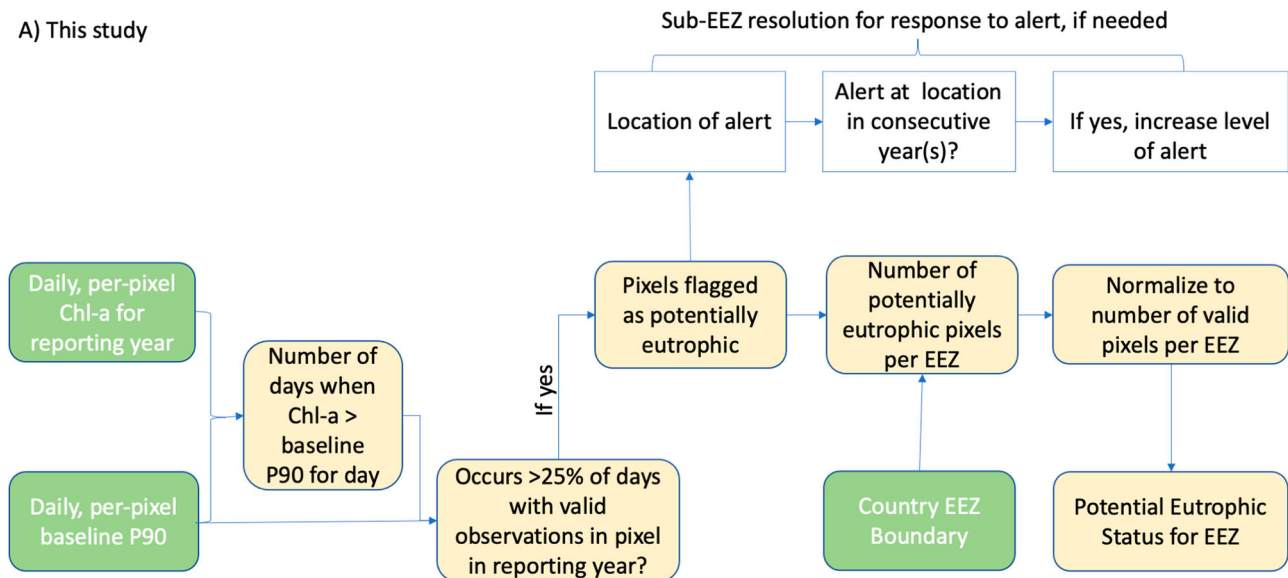 A) This study
Sub-EEZ resolution for response to alert, if needed
Location of alert
Alert at location
in consecutive
year(s)?
If yes, increase level
of alert
Daily, per-pixel
Chl-a for
reporting year
Daily, per-pixel
baseline P90
Number of
days when
Chl-a >
baseline
P90 for day
Occurs >25% of days
with valid
observations in pixel
in reporting year?
If yes
Pixels flagged
as potentially
eutrophic
Number of
potentially
eutrophic pixels
per EEZ
Normalize to
number of valid
pixels per EEZ
Country EEZ
Boundary
Potential Eutrophic
Status for EEZ